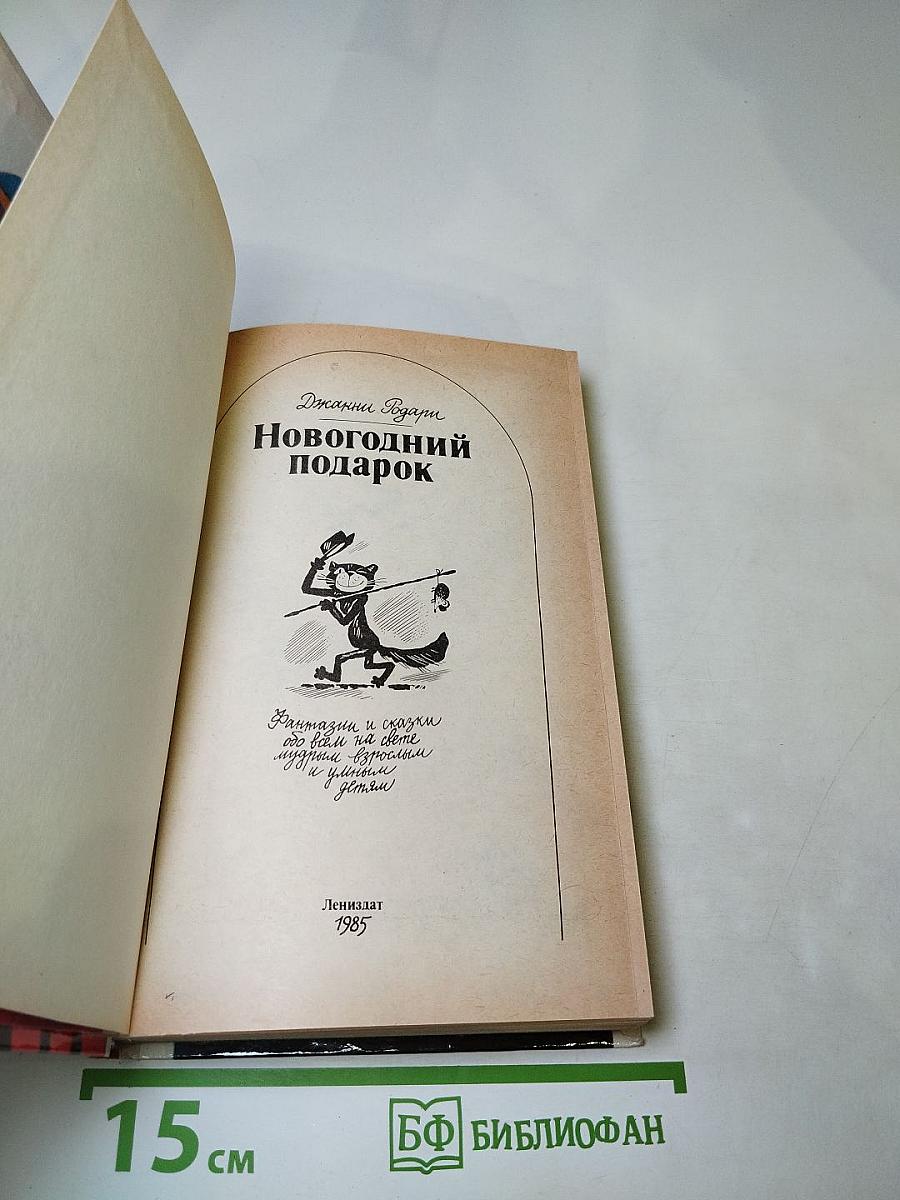 Джанни Родари
Новогодний
подарок
Фантазии и сказки
обо всём на свете
мудрым взрослым
и умным
детям
Лениздат
1985
15 см
БФ БИБЛИОФАН